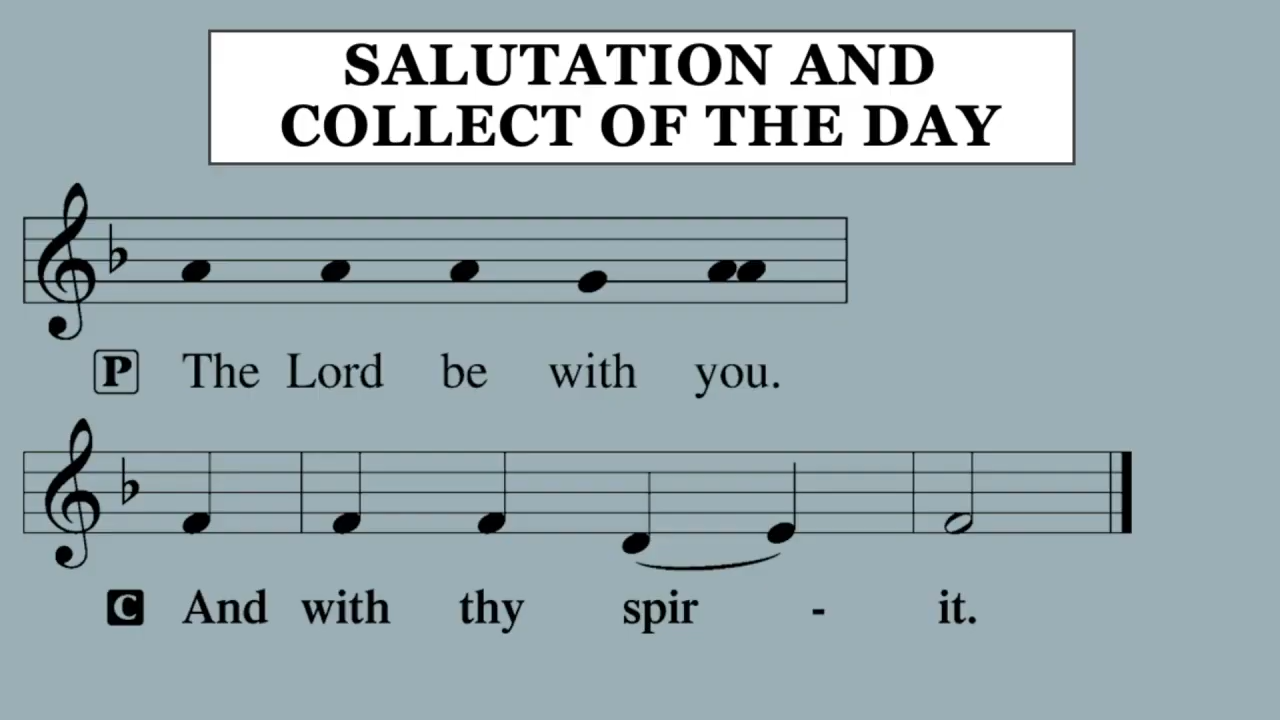 SALUTATION AND
COLLECT OF THE DAY
P The Lord be with you.
C And with thy spir - it.